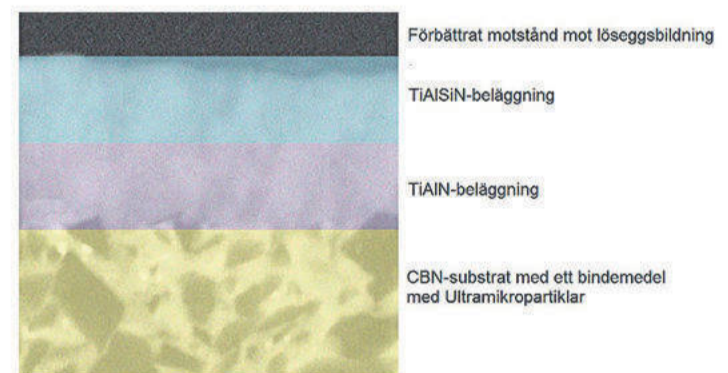 Förbättrat motstånd mot löseggsbildning
TiAlSiN-beläggning
TiAlN-beläggning
CBN-substrat med ett bindemedel
med Ultramikropartiklar